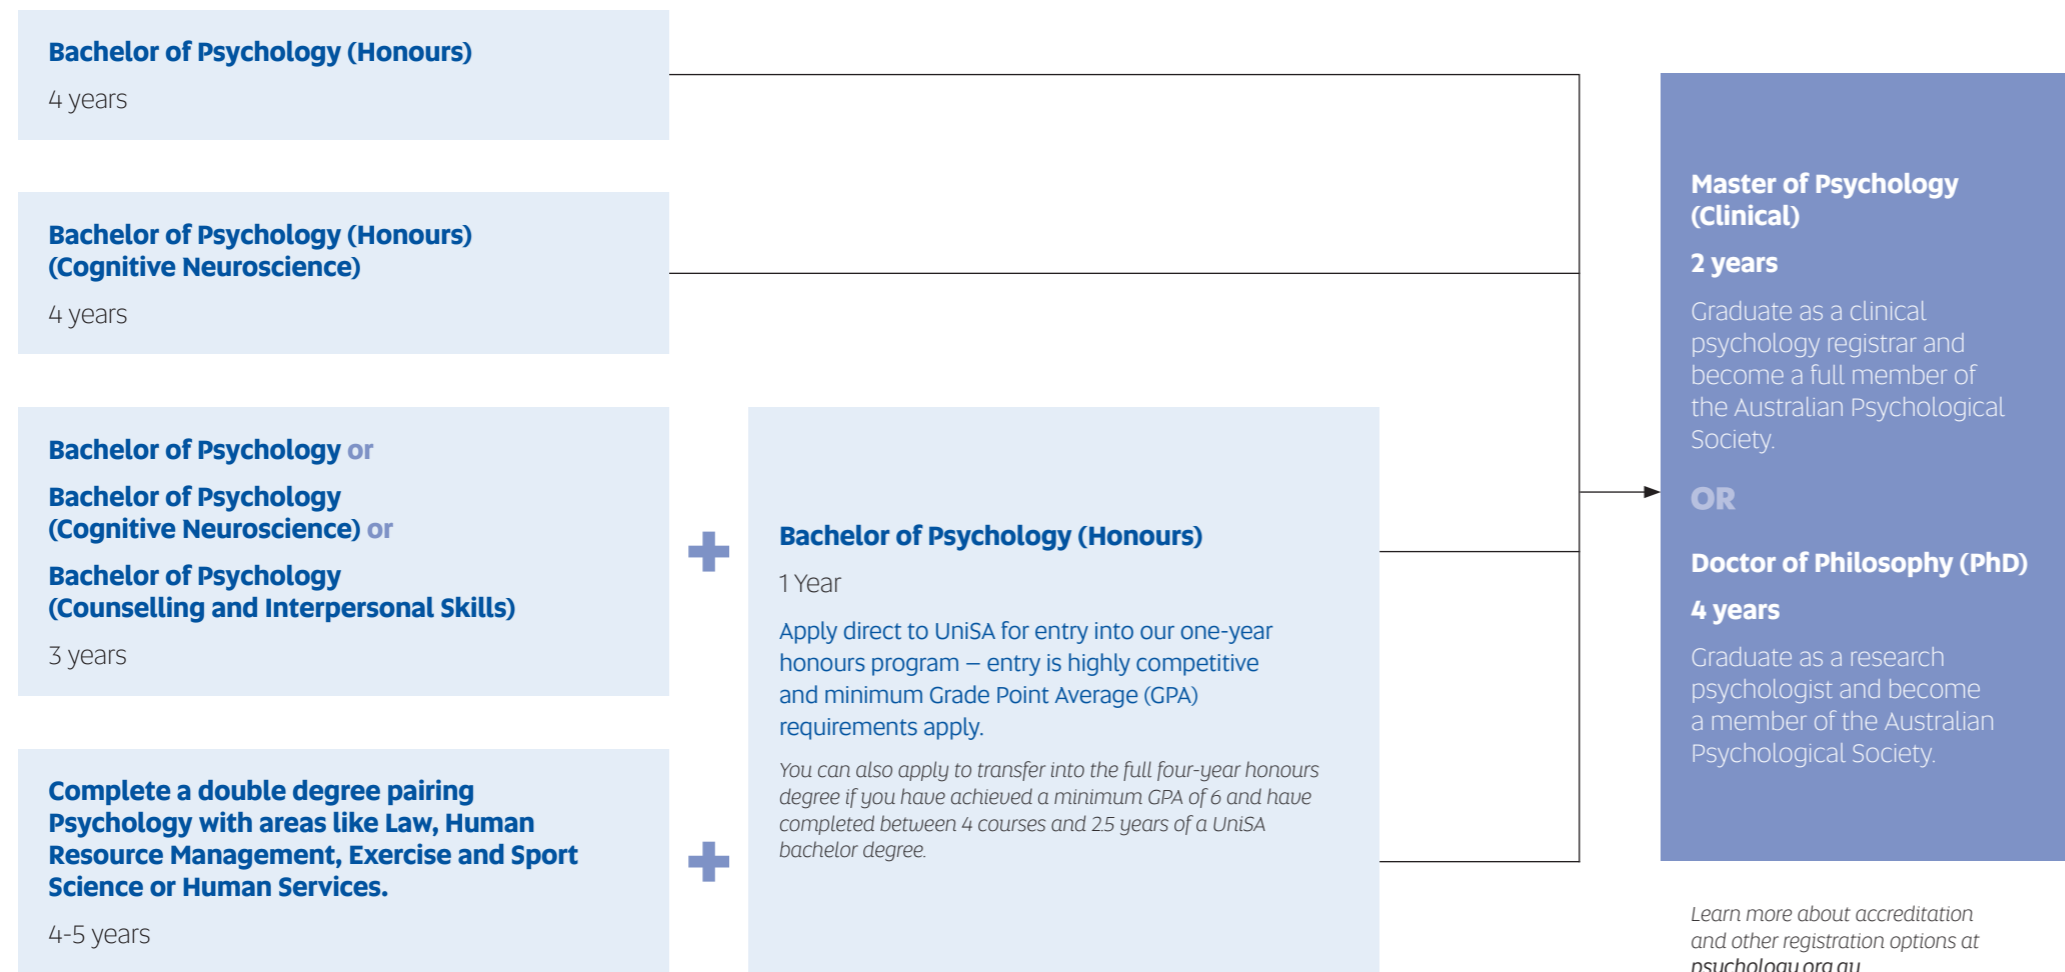 Bachelor of Psychology (Honours)
4 years
Bachelor of Psychology (Honours)
(Cognitive Neuroscience)
4 years
Bachelor of Psychology or
Bachelor of Psychology
(Cognitive Neuroscience) or
Bachelor of Psychology
(Counselling and Interpersonal Skills)
3 years
Complete a double degree pairing
Psychology with areas like Law, Human
Resource Management, Exercise and Sport
Science or Human Services.
4-5 years
Bachelor of Psychology (Honours)
1 Year
Apply direct to UniSA for entry into our one-year
honours program – entry is highly competitive
and minimum Grade Point Average (GPA)
requirements apply.
You can also apply to transfer into the full four-year honours
degree if you have achieved a minimum GPA of 6 and have
completed between 4 courses and 2.5 years of a UniSA
bachelor degree.
Master of Psychology
(Clinical)
2 years
Graduate as a clinical
psychology registrar and
become a full member of
the Australian Psychological
Society.
OR
Doctor of Philosophy (PhD)
4 years
Graduate as a research
psychologist and become
a member of the Australian
Psychological Society.
Learn more about accreditation
and other registration options at
psychology.org.au